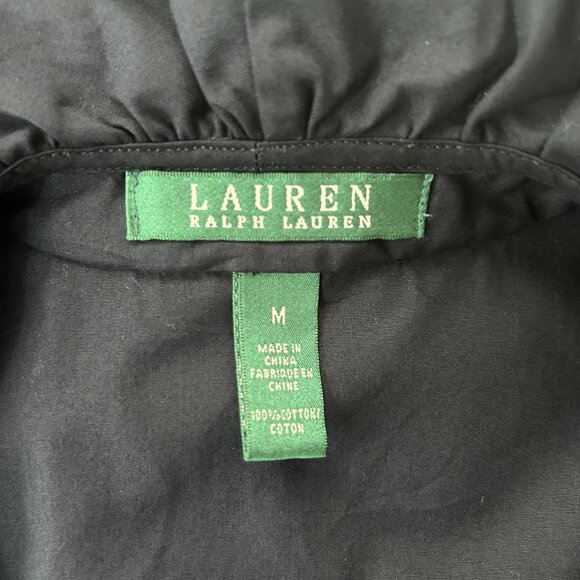 LAUREN
RALPH LAUREN
M
MADE IN
CHINA
FABRIQUE EN
CHINE
100%COTTON/
COTON